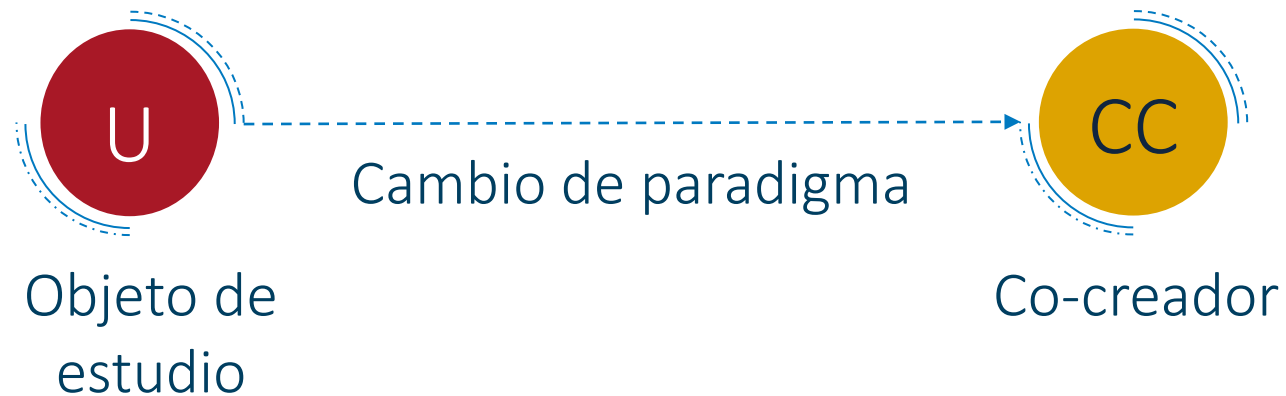 U
CC
Cambio de paradigma
Objeto de
estudio
Co-creador